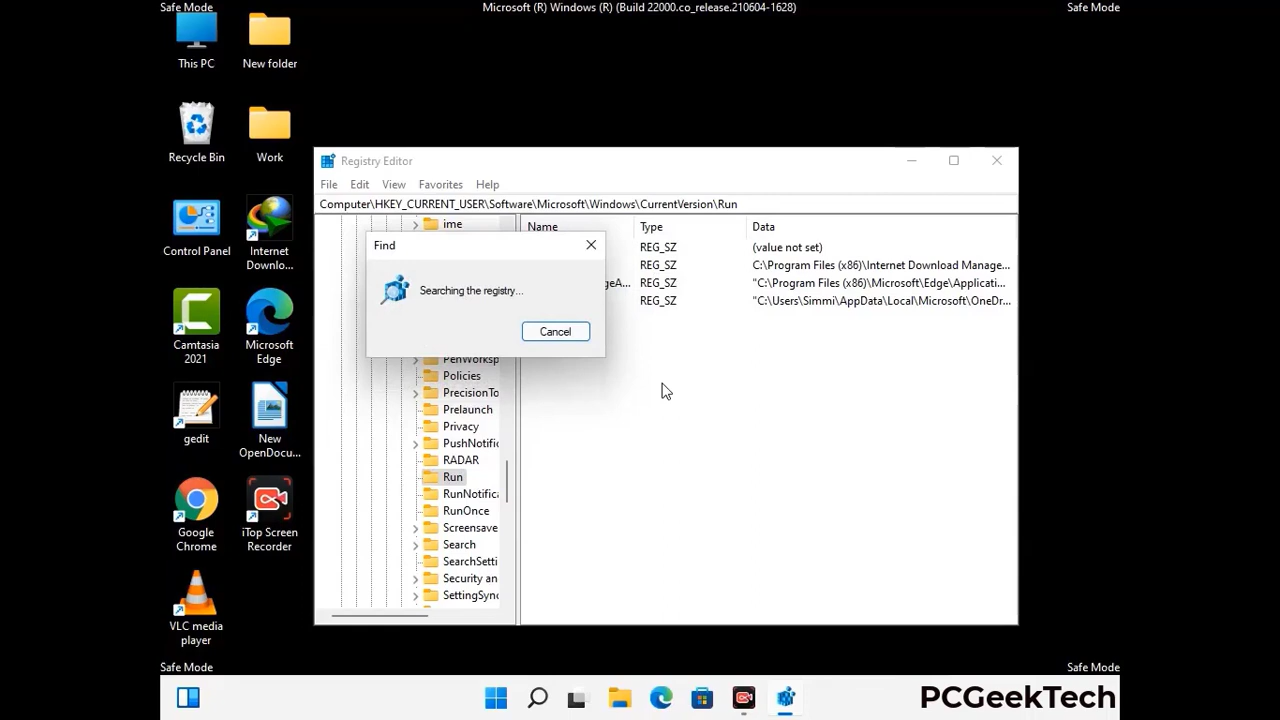 Safe Mode
Microsoft (R) Windows (R) (Build 22000.co_release.210604-1628)
Safe Mode
This PC
New folder
Recycle Bin
Work
Control Panel
Internet
Downlo...
Camtasia
2021
Microsoft
Edge
gedit
New
OpenDocu...
Google
Chrome
iTop Screen
Recorder
VLC media
player
Registry Editor
File Edit View Favorites Help
Computer\HKEY_CURRENT_USER\Software\Microsoft\Windows\CurrentVersion\Run
ime
PenWorksp
Policies
PrecisionTo
Prelaunch
Privacy
PushNotific
RADAR
Run
RunNotifica
RunOnce
Screensave
Search
SearchSetti
Security an
SettingSync
Name Type Data
REG_SZ (value not set)
REG_SZ C:\Program Files (x86)\Internet Download Manage...
geA... REG_SZ "C:\Program Files (x86)\Microsoft\Edge\Applicati...
REG_SZ "C:\Users\Simmi\AppData\Local\Microsoft\OneDr...
Find
Searching the registry...
Cancel
Safe Mode
Safe Mode
PCGeekTech